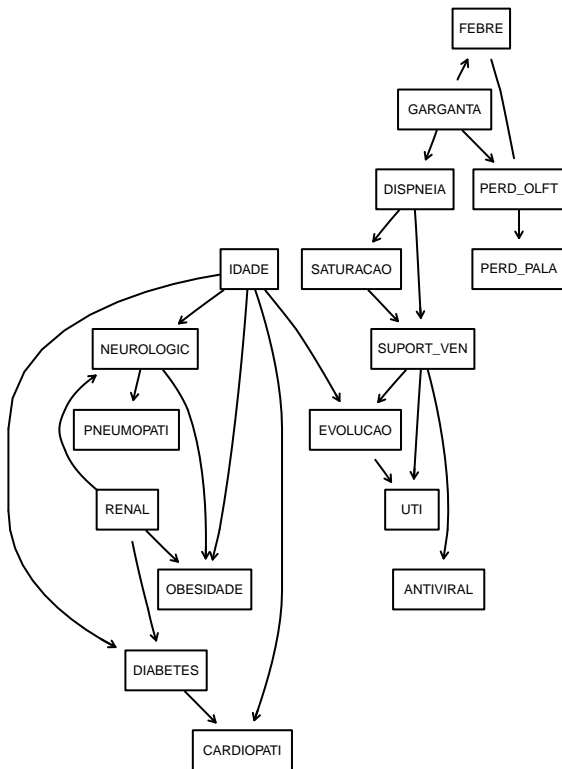 FEBRE
GARGANTA
DISPNEIA
PERD_OLFT
IDADE
SATURACAO
PERD_PALA
NEUROLOGIC
SUPORT_VEN
PNEUMOPATI
EVOLUCAO
RENAL
UTI
OBESIDADE
ANTIVIRAL
DIABETES
CARDIOPATI